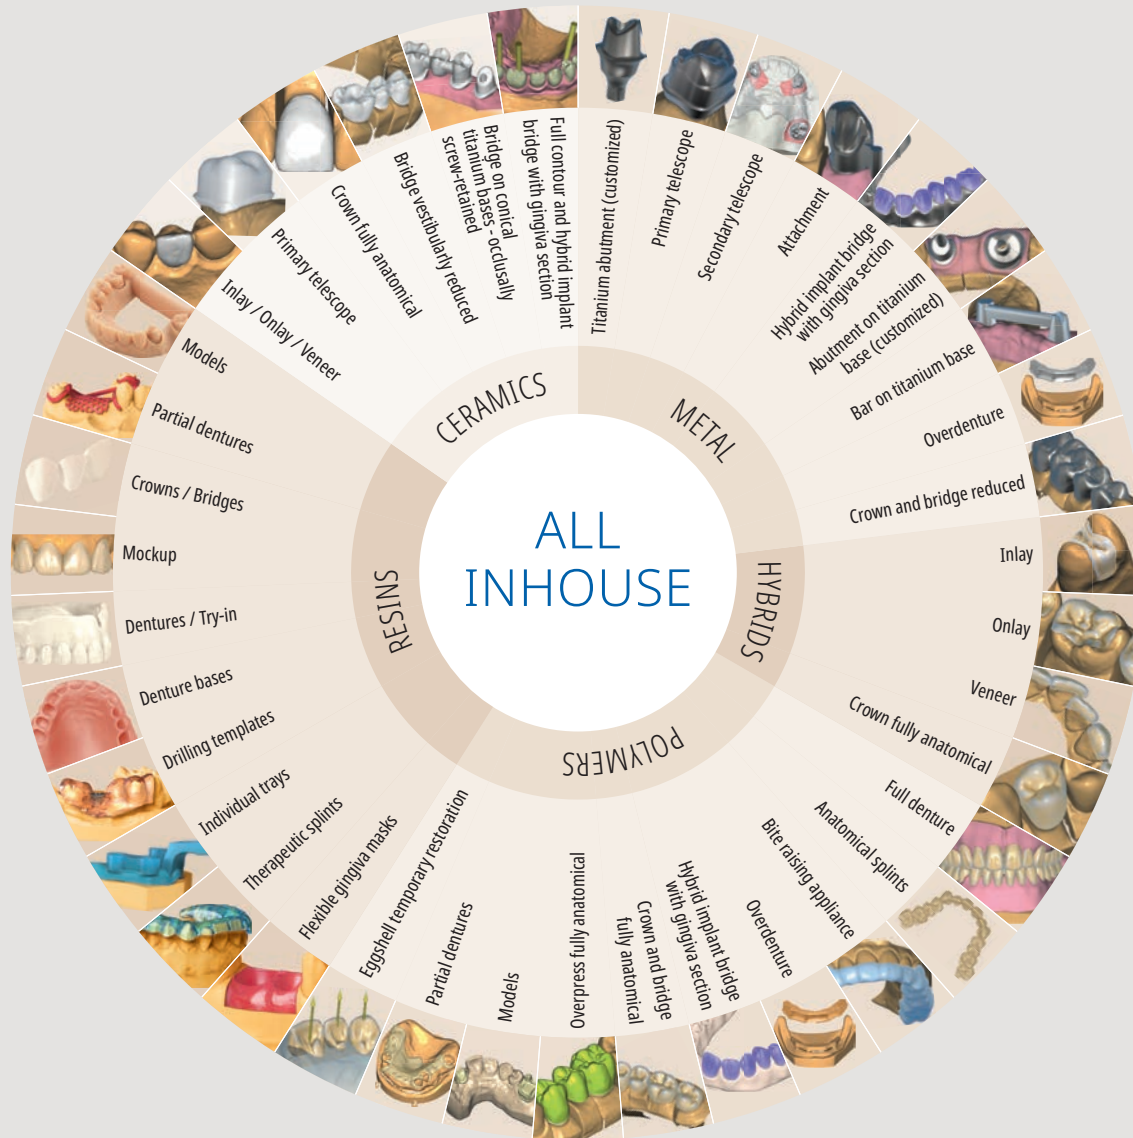 ALL
INHOUSE
CERAMICS
METAL
HYBRIDS
POLYMERS
RESINS
Titanium abutment (customized)
Primary telescope
Secondary telescope
Attachment
Hybrid implant bridge
with gingiva section
Abutment on titanium
base (customized)
Bar on titanium base
Overdenture
Crown and bridge reduced
Inlay
Onlay
Veneer
Crown fully anatomical
Full denture
Anatomical splints
Bite raising appliance
Overdenture
Hybrid implant bridge
with gingiva section
Crown and bridge
fully anatomical
Overpress fully anatomical
Models
Partial dentures
Eggshell temporary restoration
Flexible gingiva masks
Therapeutic splints
Individual trays
Drilling templates
Denture bases
Dentures / Try-in
Mockup
Crowns / Bridges
Partial dentures
Models
Inlay / Onlay / Veneer
Primary telescope
Crown fully anatomical
Bridge vestibularly reduced
Bridge on conical
titanium bases - occlusally
screw-retained
Full contour and hybrid implant
bridge with gingiva section